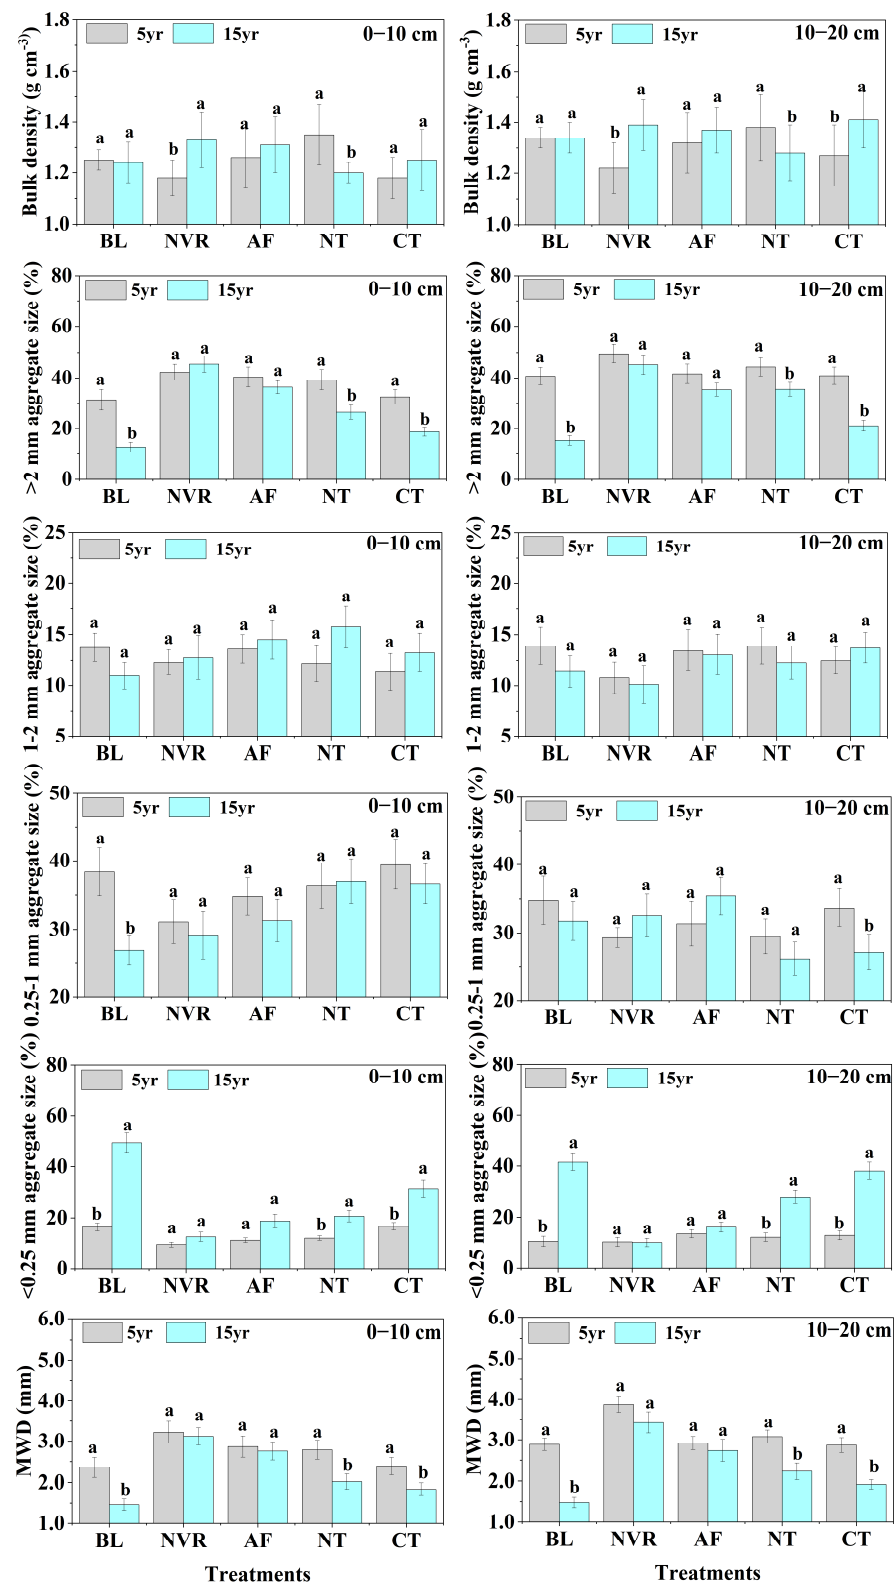 Bulk density (g cm⁻³)
5yr 15yr 0−10 cm
1.8
1.6
1.4
1.2
1.0
a a b a a a a b a a
BL NVR AF NT CT
Bulk density (g cm⁻³)
5yr 15yr 10−20 cm
1.8
1.6
1.4
1.2
1.0
a a b a a a a b a a
BL NVR AF NT CT
>2 mm aggregate size (%)
5yr 15yr 0−10 cm
80
60
40
20
0
a b a a a a a b a b
BL NVR AF NT CT
>2 mm aggregate size (%)
5yr 15yr 10−20 cm
80
60
40
20
0
a b a a a a a b a b
BL NVR AF NT CT
1-2 mm aggregate size (%)
5yr 15yr 0−10 cm
25
20
15
10
5
a a a a a a a a a a
BL NVR AF NT CT
1-2 mm aggregate size (%)
5yr 15yr 10−20 cm
25
20
15
10
5
a a a a a a a a a a
BL NVR AF NT CT
0.25-1 mm aggregate size (%)
5yr 15yr 0−10 cm
50
40
30
20
a b a a a a a a a a
BL NVR AF NT CT
0.25-1 mm aggregate size (%)
5yr 15yr 10−20 cm
50
40
30
20
a a a a a a a a a b
BL NVR AF NT CT
<0.25 mm aggregate size (%)
5yr 15yr 0−10 cm
80
60
40
20
0
b a a a a a b a b a
BL NVR AF NT CT
<0.25 mm aggregate size (%)
5yr 15yr 10−20 cm
80
60
40
20
0
b a a a a a b a b a
BL NVR AF NT CT
MWD (mm)
5yr 15yr 0−10 cm
6.0
5.0
4.0
3.0
2.0
1.0
a b a a a a a b a b
BL NVR AF NT CT
Treatments
MWD (mm)
5yr 15yr 10−20 cm
6.0
5.0
4.0
3.0
2.0
1.0
a b a a a a a b a b
BL NVR AF NT CT
Treatments